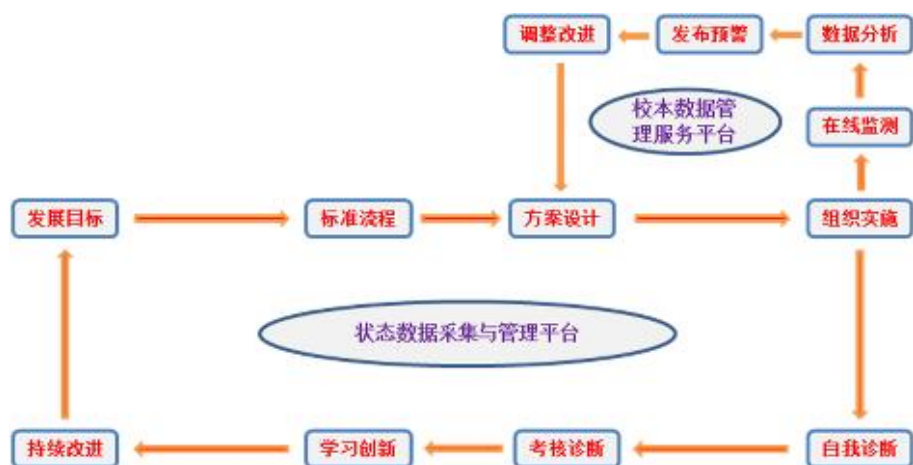 调整改进
发布预警
数据分析
校本数据管
理服务平台
在线监测
发展目标
标准流程
方案设计
组织实施
状态数据采集与管理平台
持续改进
学习创新
考核诊断
自我诊断